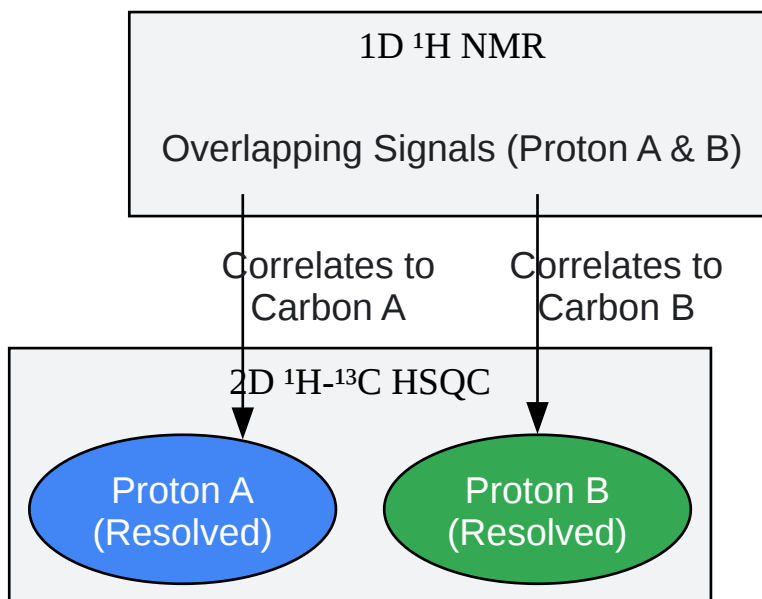 1D ¹H NMR
Overlapping Signals (Proton A & B)
Correlates to
Carbon A
Correlates to
Carbon B
2D ¹H-¹³C HSQC
Proton A
(Resolved)
Proton B
(Resolved)